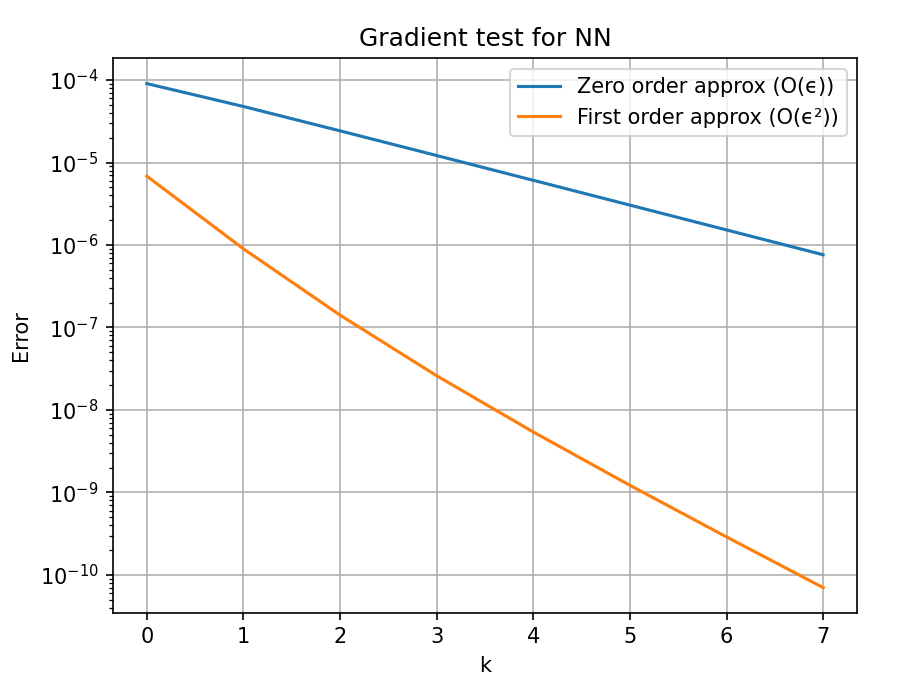 Gradient test for NN
Zero order approx (O(ϵ))
First order approx (O(ϵ²))
Error
10⁻⁴
10⁻⁵
10⁻⁶
10⁻⁷
10⁻⁸
10⁻⁹
10⁻¹⁰
0 1 2 3 4 5 6 7
k